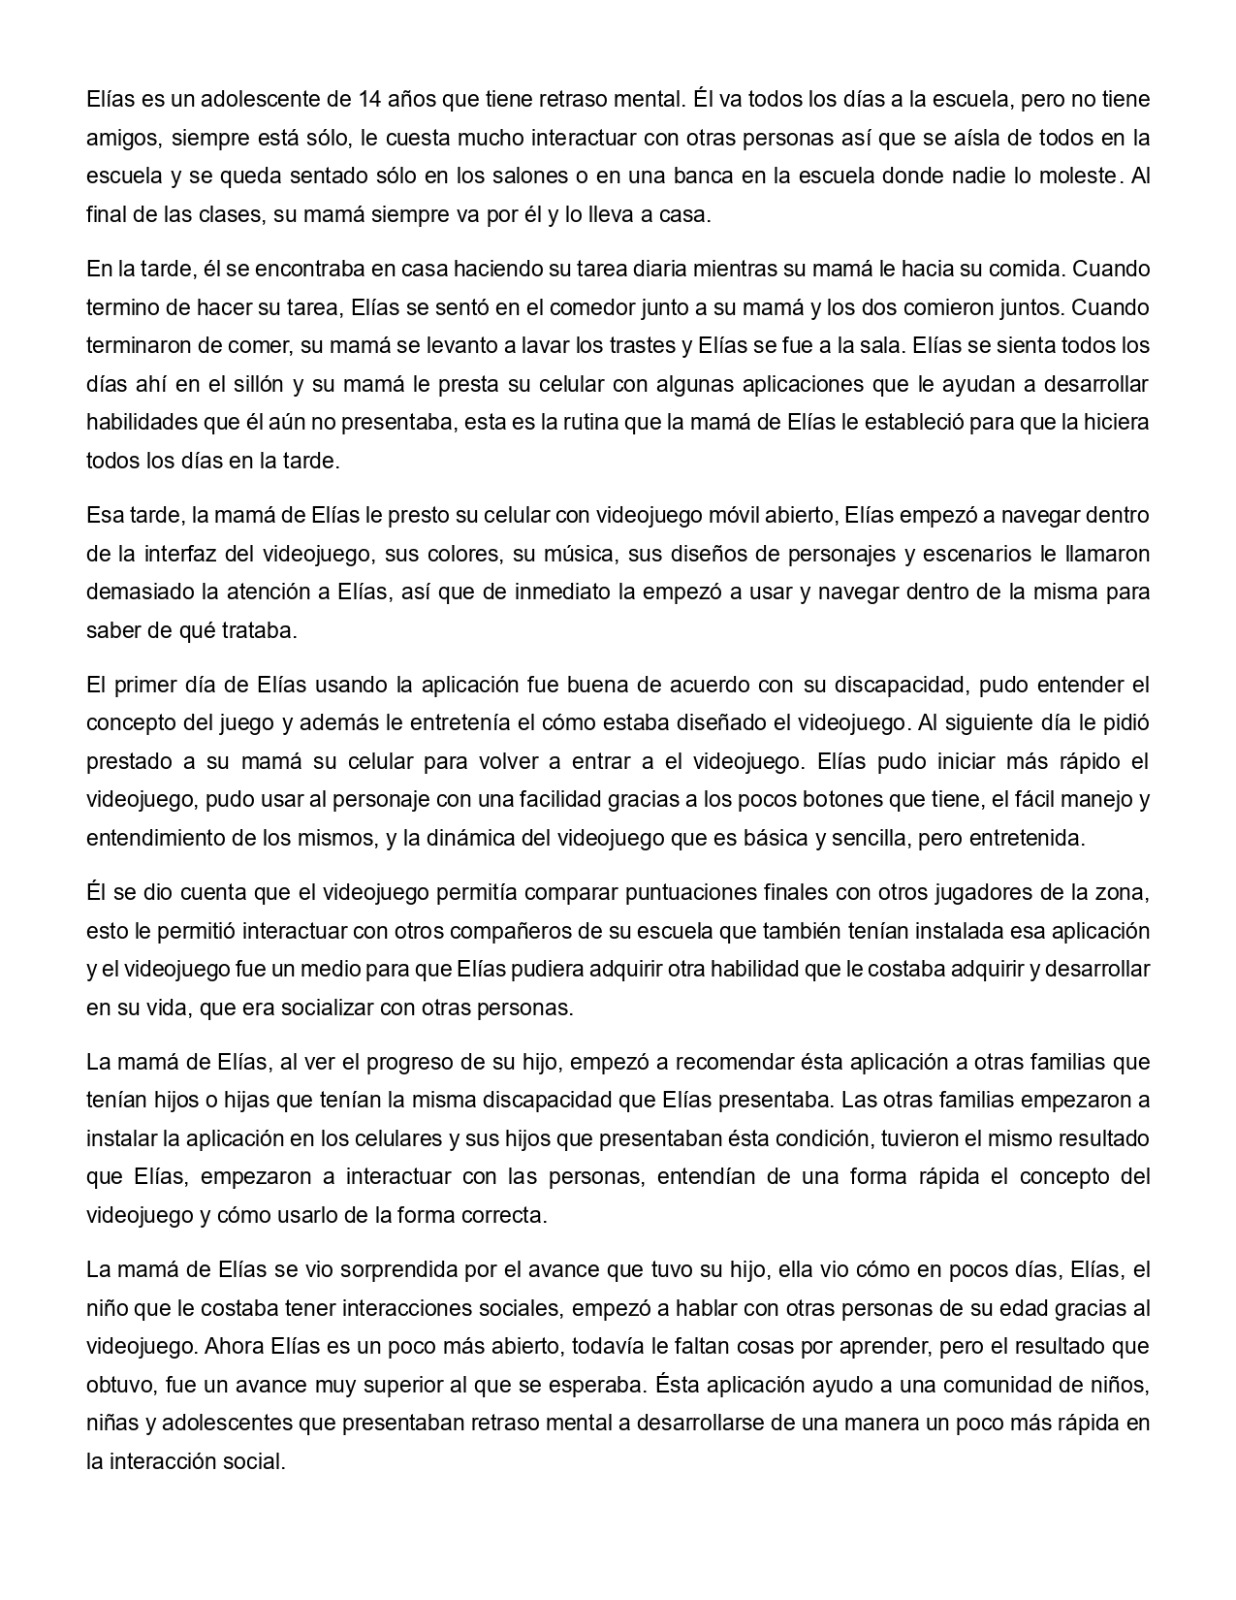 Elías es un adolescente de 14 años que tiene retraso mental. Él va todos los días a la escuela, pero no tiene
amigos, siempre está sólo, le cuesta mucho interactuar con otras personas así que se aísla de todos en la
escuela y se queda sentado sólo en los salones o en una banca en la escuela donde nadie lo moleste. Al
final de las clases, su mamá siempre va por él y lo lleva a casa.
En la tarde, él se encontraba en casa haciendo su tarea diaria mientras su mamá le hacia su comida. Cuando
termino de hacer su tarea, Elías se sentó en el comedor junto a su mamá y los dos comieron juntos. Cuando
terminaron de comer, su mamá se levanto a lavar los trastes y Elías se fue a la sala. Elías se sienta todos los
días ahí en el sillón y su mamá le presta su celular con algunas aplicaciones que le ayudan a desarrollar
habilidades que él aún no presentaba, esta es la rutina que la mamá de Elías le estableció para que la hiciera
todos los días en la tarde.
Esa tarde, la mamá de Elías le presto su celular con videojuego móvil abierto, Elías empezó a navegar dentro
de la interfaz del videojuego, sus colores, su música, sus diseños de personajes y escenarios le llamaron
demasiado la atención a Elías, así que de inmediato la empezó a usar y navegar dentro de la misma para
saber de qué trataba.
El primer día de Elías usando la aplicación fue buena de acuerdo con su discapacidad, pudo entender el
concepto del juego y además le entretenía el cómo estaba diseñado el videojuego. Al siguiente día le pidió
prestado a su mamá su celular para volver a entrar a el videojuego. Elías pudo iniciar más rápido el
videojuego, pudo usar al personaje con una facilidad gracias a los pocos botones que tiene, el fácil manejo y
entendimiento de los mismos, y la dinámica del videojuego que es básica y sencilla, pero entretenida.
Él se dio cuenta que el videojuego permitía comparar puntuaciones finales con otros jugadores de la zona,
esto le permitió interactuar con otros compañeros de su escuela que también tenían instalada esa aplicación
y el videojuego fue un medio para que Elías pudiera adquirir otra habilidad que le costaba adquirir y desarrollar
en su vida, que era socializar con otras personas.
La mamá de Elías, al ver el progreso de su hijo, empezó a recomendar ésta aplicación a otras familias que
tenían hijos o hijas que tenían la misma discapacidad que Elías presentaba. Las otras familias empezaron a
instalar la aplicación en los celulares y sus hijos que presentaban ésta condición, tuvieron el mismo resultado
que Elías, empezaron a interactuar con las personas, entendían de una forma rápida el concepto del
videojuego y cómo usarlo de la forma correcta.
La mamá de Elías se vio sorprendida por el avance que tuvo su hijo, ella vio cómo en pocos días, Elías, el
niño que le costaba tener interacciones sociales, empezó a hablar con otras personas de su edad gracias al
videojuego. Ahora Elías es un poco más abierto, todavía le faltan cosas por aprender, pero el resultado que
obtuvo, fue un avance muy superior al que se esperaba. Ésta aplicación ayudo a una comunidad de niños,
niñas y adolescentes que presentaban retraso mental a desarrollarse de una manera un poco más rápida en
la interacción social.